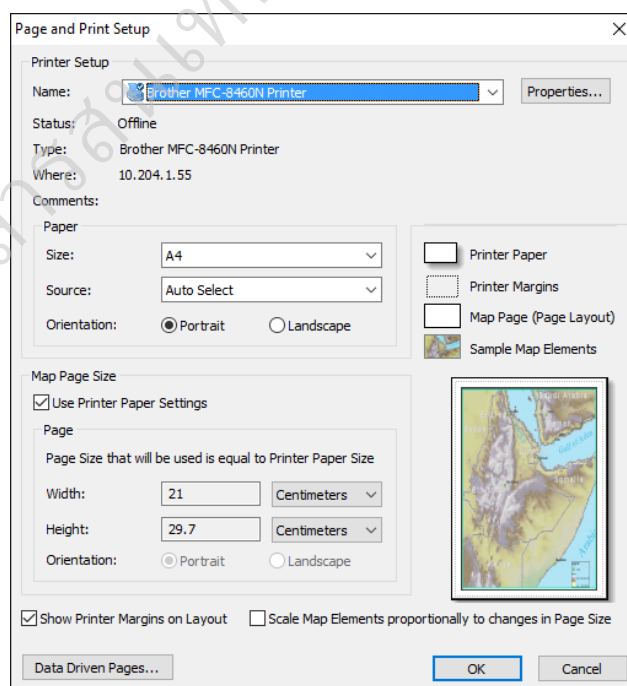 Page and Print Setup
Printer Setup
Name: Brother MFC-8460N Printer Properties...
Status: Offline
Type: Brother MFC-8460N Printer
Where: 10.204.1.55
Comments:
Paper
Size: A4
Source: Auto Select
Orientation: Portrait Landscape
Printer Paper
Printer Margins
Map Page (Page Layout)
Sample Map Elements
Map Page Size
Use Printer Paper Settings
Page
Page Size that will be used is equal to Printer Paper Size
Width: 21 Centimeters
Height: 29.7 Centimeters
Orientation: Portrait Landscape
Show Printer Margins on Layout Scale Map Elements proportionally to changes in Page Size
Data Driven Pages... OK Cancel